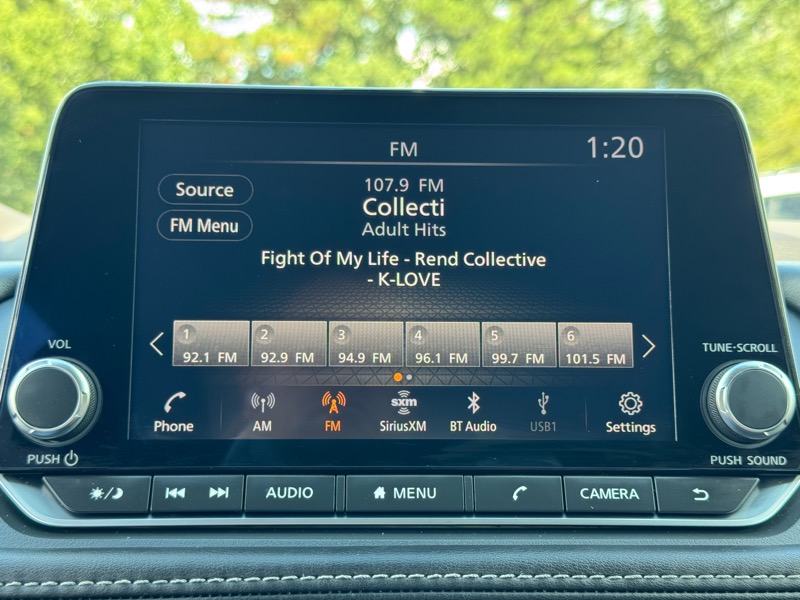 FM
1:20
Source
107.9 FM
Collecti
FM Menu
Adult Hits
Fight Of My Life - Rend Collective
- K-LOVE
1 2 3 4 5 6
92.1 FM 92.9 FM 94.9 FM 96.1 FM 99.7 FM 101.5 FM
VOL
TUNE·SCROLL
sxm
Phone AM FM SiriusXM BT Audio USB1 Settings
PUSH
PUSH SOUND
AUDIO MENU CAMERA